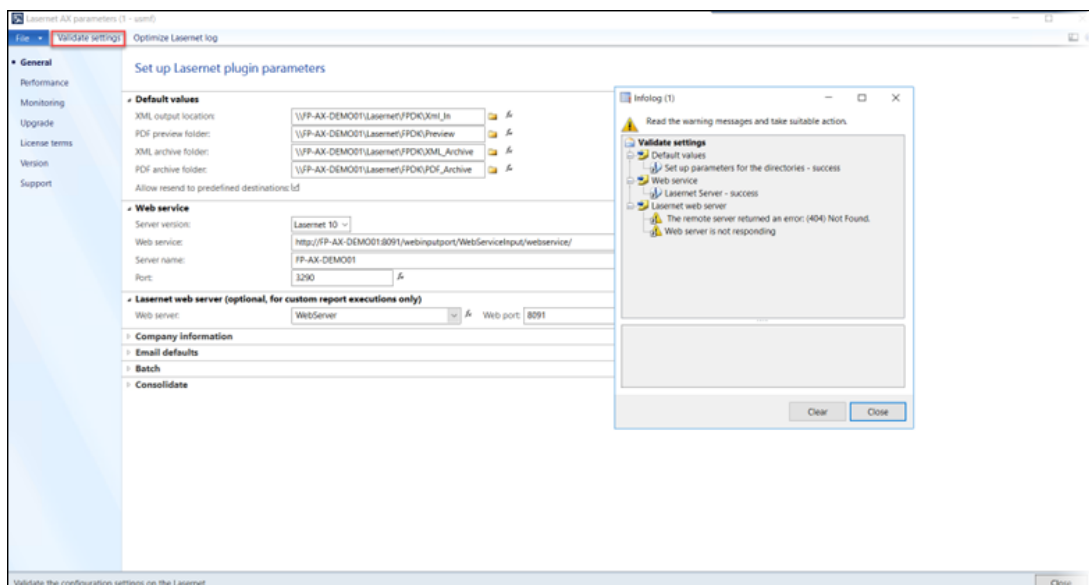 Lasernet AX parameters (1 - usmf)
File Validate settings Optimize Lasernet log
General
Performance
Monitoring
Upgrade
License terms
Version
Support
Set up Lasernet plugin parameters
Default values
XML output location: \\FP-AX-DEMO01\Lasernet\FPDK\Xml_In
PDF preview folder: \\FP-AX-DEMO01\Lasernet\FPDK\Preview
XML archive folder: \\FP-AX-DEMO01\Lasernet\FPDK\XML_Archive
PDF archive folder: \\FP-AX-DEMO01\Lasernet\FPDK\PDF_Archive
Allow resend to predefined destinations:
Web service
Server version: Lasernet 10
Web service: http://FP-AX-DEMO01:8091/webinputport/WebServiceInput/webservice/
Server name: FP-AX-DEMO01
Port: 3290
Lasernet web server (optional, for custom report executions only)
Web server: WebServer Web port: 8091
Company information
Email defaults
Batch
Consolidate
Infolog (1)
Read the warning messages and take suitable action.
Validate settings
Default values
Set up parameters for the directories - success
Web service
Lasernet Server - success
Lasernet web server
The remote server returned an error: (404) Not Found.
Web server is not responding
Clear Close
Validate the configuration settings on the Lasernet
Close